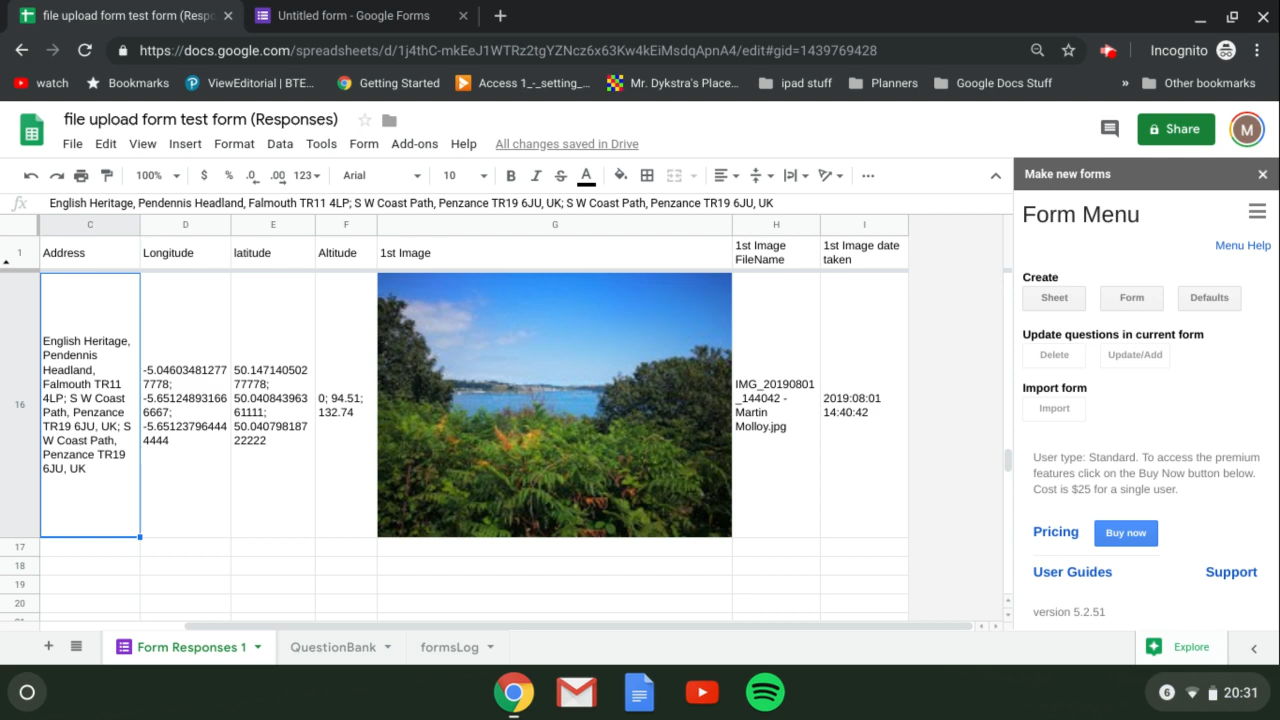 file upload form test form (Respo
Untitled form - Google Forms
https://docs.google.com/spreadsheets/d/1j4thC-mkEeJ1WTRz2tgYZNcz6x63Kw4kEiMsdqApnA4/edit#gid=1439769428
Incognito
watch
Bookmarks
ViewEditorial | BTE...
Getting Started
Access 1_-_setting_...
Mr. Dykstra's Place...
ipad stuff
Planners
Google Docs Stuff
»
Other bookmarks
file upload form test form (Responses)
File Edit View Insert Format Data Tools Form Add-ons Help
All changes saved in Drive
Share
M
100%
$
%
.0
.00
123
Arial
10
B
I
S
A
fx
English Heritage, Pendennis Headland, Falmouth TR11 4LP; S W Coast Path, Penzance TR19 6JU, UK; S W Coast Path, Penzance TR19 6JU, UK
C D E F G H I
1
Address
Longitude
latitude
Altitude
1st Image
1st Image
FileName
1st Image date
taken
16
English Heritage,
Pendennis
Headland,
Falmouth TR11
4LP; S W Coast
Path, Penzance
TR19 6JU, UK; S
W Coast Path,
Penzance TR19
6JU, UK
-5.04603481277
7778;
-5.65124893166
6667;
-5.65123796444
4444
50.147140502
77778;
50.040843963
61111;
50.040798187
22222
0; 94.51;
132.74
IMG_20190801
_144042 -
Martin
Molloy.jpg
2019:08:01
14:40:42
17
18
19
20
Make new forms
Form Menu
Menu Help
Create
Sheet
Form
Defaults
Update questions in current form
Delete
Update/Add
Import form
Import
User type: Standard. To access the premium
features click on the Buy Now button below.
Cost is $25 for a single user.
Pricing
Buy now
User Guides
Support
version 5.2.51
Form Responses 1
QuestionBank
formsLog
Explore
6
20:31